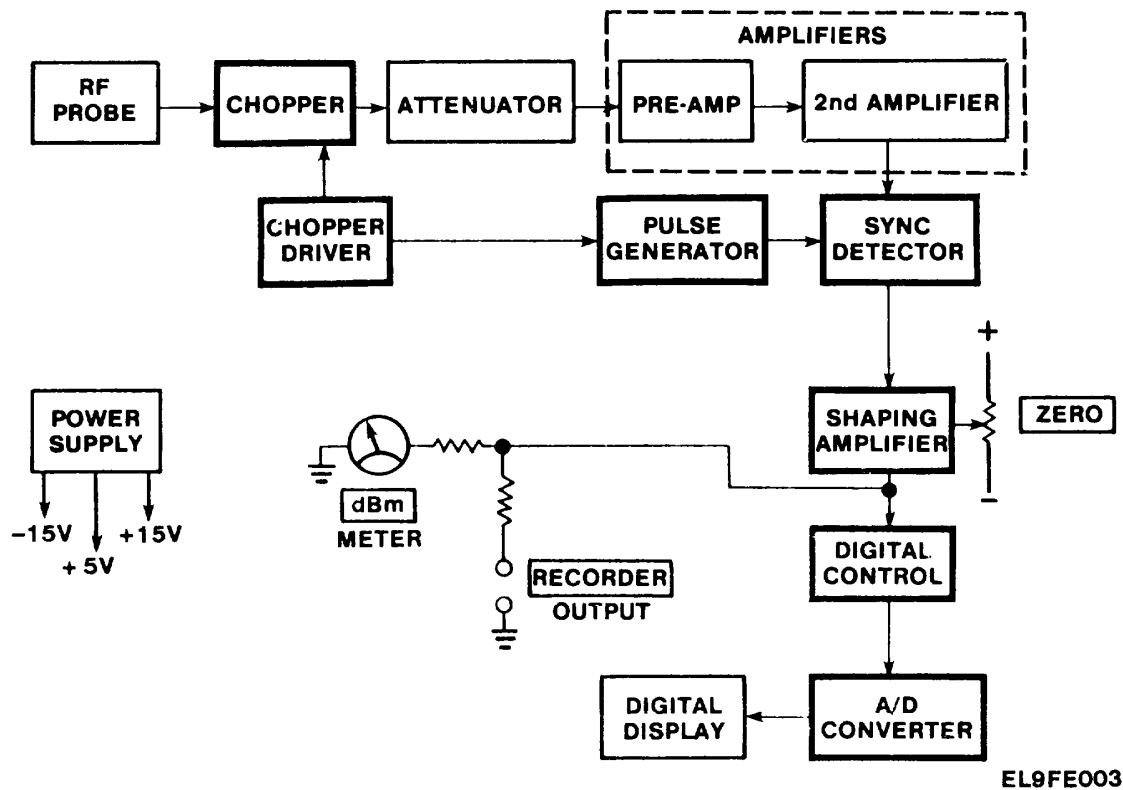 AMPLIFIERS
RF
PROBE
CHOPPER
ATTENUATOR
PRE-AMP
2nd AMPLIFIER
CHOPPER
DRIVER
PULSE
GENERATOR
SYNC
DETECTOR
+
POWER
SUPPLY
SHAPING
AMPLIFIER
ZERO
−
-15V
+15V
+ 5V
dBm
METER
RECORDER
OUTPUT
DIGITAL
CONTROL
DIGITAL
DISPLAY
A/D
CONVERTER
EL9FE003